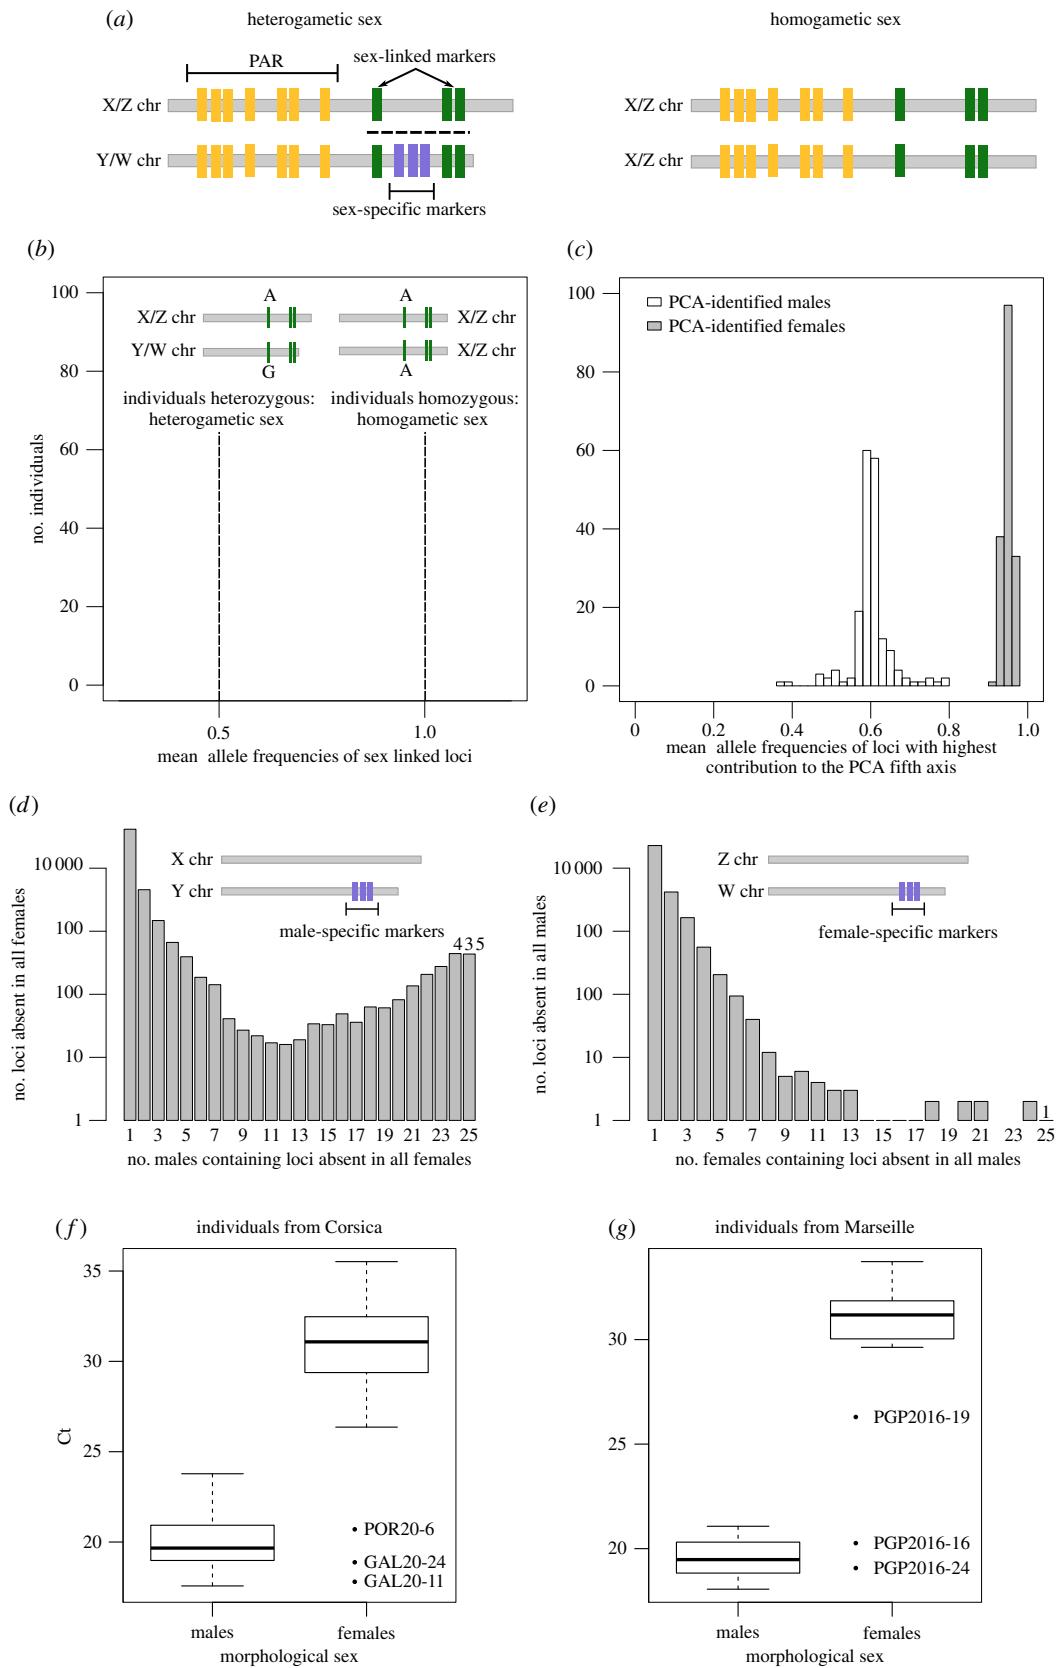 (a)
heterogametic sex
homogametic sex
PAR
sex-linked markers
X/Z chr
Y/W chr
sex-specific markers
X/Z chr
X/Z chr
(b)
100
80
60
40
20
0
no. individuals
A
X/Z chr
Y/W chr
G
A
X/Z chr
X/Z chr
A
individuals heterozygous:
heterogametic sex
individuals homozygous:
homogametic sex
0.5
1.0
mean allele frequencies of sex linked loci
(c)
100
80
60
40
20
0
PCA-identified males
PCA-identified females
0
0.2
0.4
0.6
0.8
1.0
mean allele frequencies of loci with highest
contribution to the PCA fifth axis
(d)
no. loci absent in all females
10 000
100
100
10
1
X chr
Y chr
male-specific markers
435
1 3 5 7 9 11 13 15 17 19 21 23 25
no. males containing loci absent in all females
(e)
no. loci absent in all males
10 000
100
100
10
1
Z chr
W chr
female-specific markers
1
1 3 5 7 9 11 13 15 17 19 21 23 25
no. females containing loci absent in all males
(f)
individuals from Corsica
35
30
25
20
Ct
POR20-6
GAL20-24
GAL20-11
males
females
morphological sex
(g)
individuals from Marseille
30
25
20
PGP2016-19
PGP2016-16
PGP2016-24
males
females
morphological sex